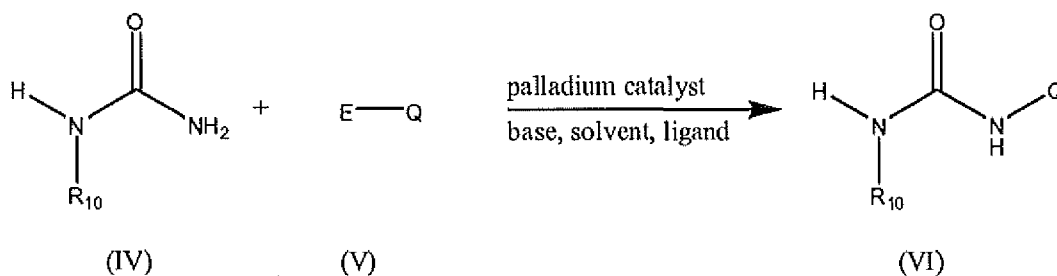 O O
H N NH₂ + E—Q palladium catalyst H N N H Q
base, solvent, ligand
R₁₀ R₁₀
(IV) (V) (VI)